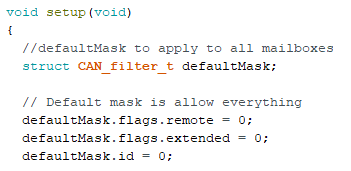 void setup(void)
{
//defaultMask to apply to all mailboxes
struct CAN_filter_t defaultMask;
// Default mask is allow everything
defaultMask.flags.remote = 0;
defaultMask.flags.extended = 0;
defaultMask.id = 0;